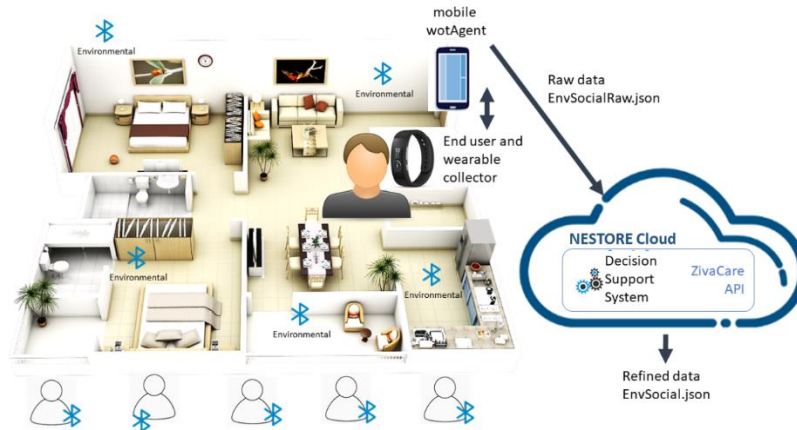 mobile
wotAgent
Environmental
Environmental
Raw data
EnvSocialRaw.json
End user and
wearable
collector
NESTORE Cloud
Decision
Support
System
ZivaCare
API
Environmental
Environmental
Environmental
Refined data
EnvSocial.json